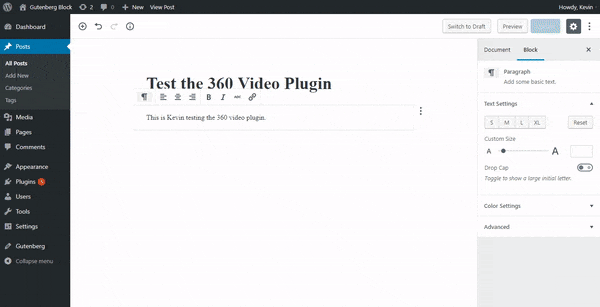 Gutenberg Block 2 0 + New View Post Howdy, Kevin
Dashboard
Posts
All Posts
Add New
Categories
Tags
Media
Pages
Comments
Appearance
Plugins
Users
Tools
Settings
Gutenberg
Collapse menu
Switch to Draft Preview
Test the 360 Video Plugin
B I ABC
This is Kevin testing the 360 video plugin.
Document Block
Paragraph
Add some basic text.
Text Settings
S M L XL Reset
Custom Size
A A
Drop Cap
Toggle to show a large initial letter.
Color Settings
Advanced